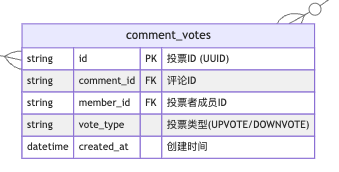 comment_votes
string id PK 投票ID (UUID)
string comment_id FK 评论ID
string member_id FK 投票者成员ID
string vote_type 投票类型(UPVOTE/DOWNVOTE)
datetime created_at 创建时间